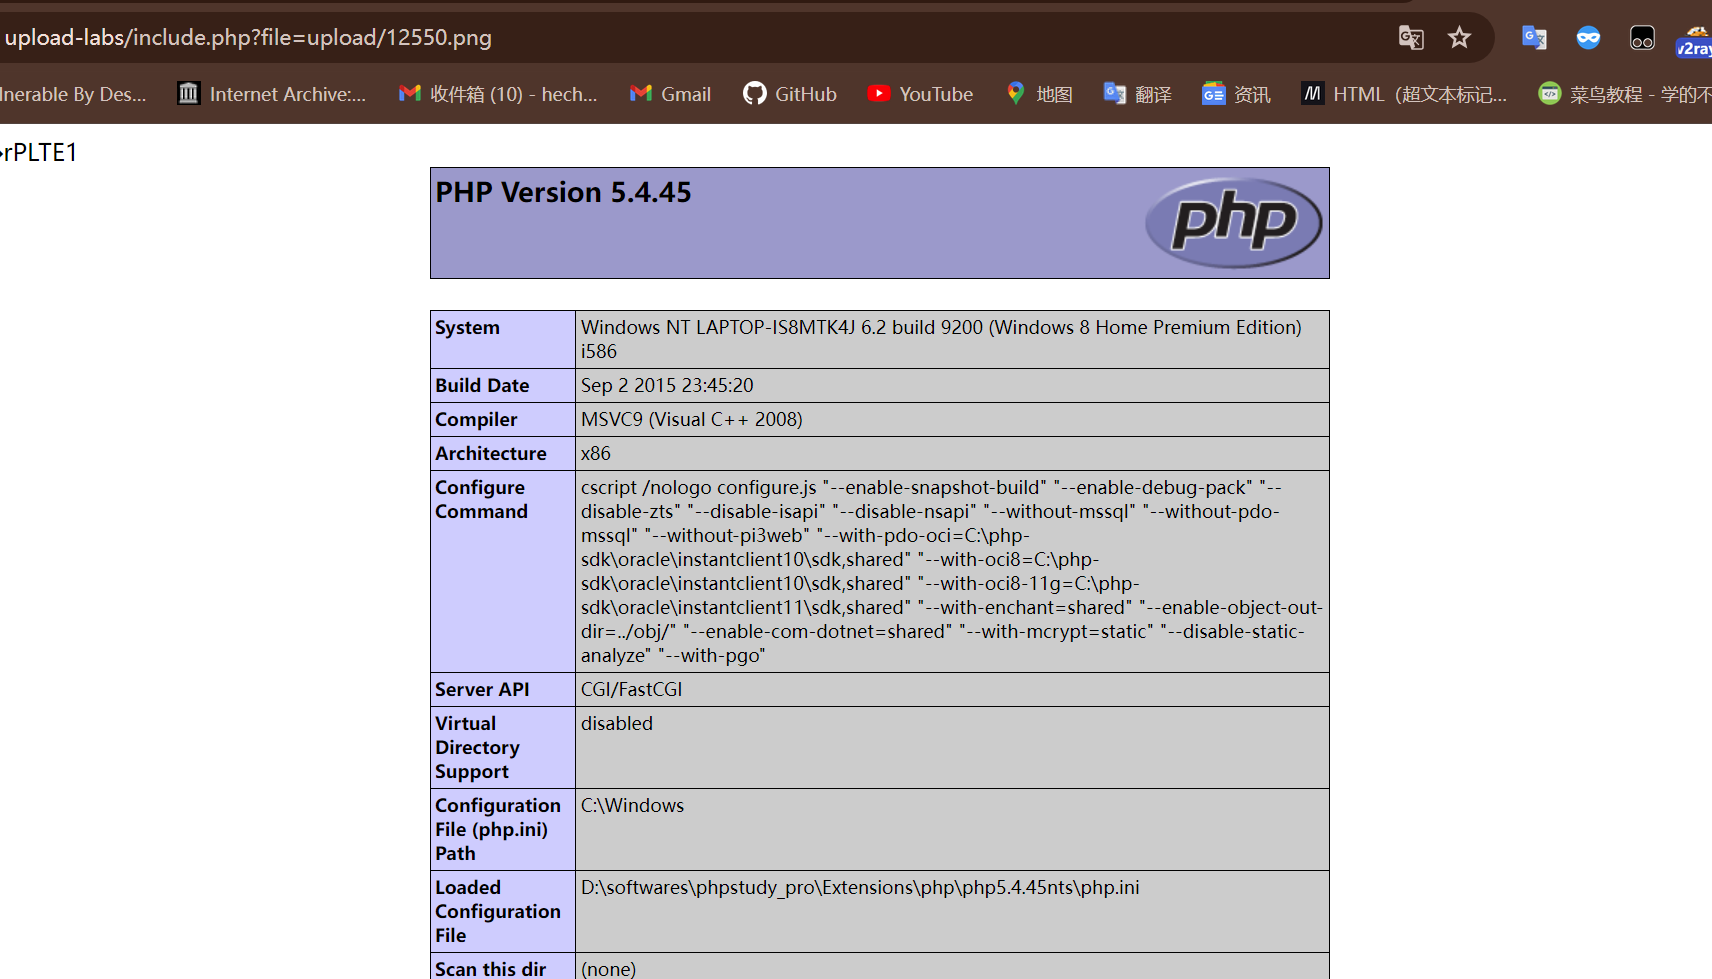 upload-labs/include.php?file=upload/12550.png
v2ray
lnerable By Des...
Internet Archive:...
收件箱 (10) - hech...
Gmail
GitHub
YouTube
地图
翻译
资讯
HTML（超文本标记...
菜鸟教程 - 学的不
rPLTE1
PHP Version 5.4.45
php
System
Windows NT LAPTOP-IS8MTK4J 6.2 build 9200 (Windows 8 Home Premium Edition)
i586
Build Date
Sep 2 2015 23:45:20
Compiler
MSVC9 (Visual C++ 2008)
Architecture
x86
Configure
Command
cscript /nologo configure.js "--enable-snapshot-build" "--enable-debug-pack" "--
disable-zts" "--disable-isapi" "--disable-nsapi" "--without-mssql" "--without-pdo-
mssql" "--without-pi3web" "--with-pdo-oci=C:\php-
sdk\oracle\instantclient10\sdk,shared" "--with-oci8=C:\php-
sdk\oracle\instantclient10\sdk,shared" "--with-oci8-11g=C:\php-
sdk\oracle\instantclient11\sdk,shared" "--with-enchant=shared" "--enable-object-out-
dir=../obj/" "--enable-com-dotnet=shared" "--with-mcrypt=static" "--disable-static-
analyze" "--with-pgo"
Server API
CGI/FastCGI
Virtual
Directory
Support
disabled
Configuration
File (php.ini)
Path
C:\Windows
Loaded
Configuration
File
D:\softwares\phpstudy_pro\Extensions\php\php5.4.45nts\php.ini
Scan this dir
(none)